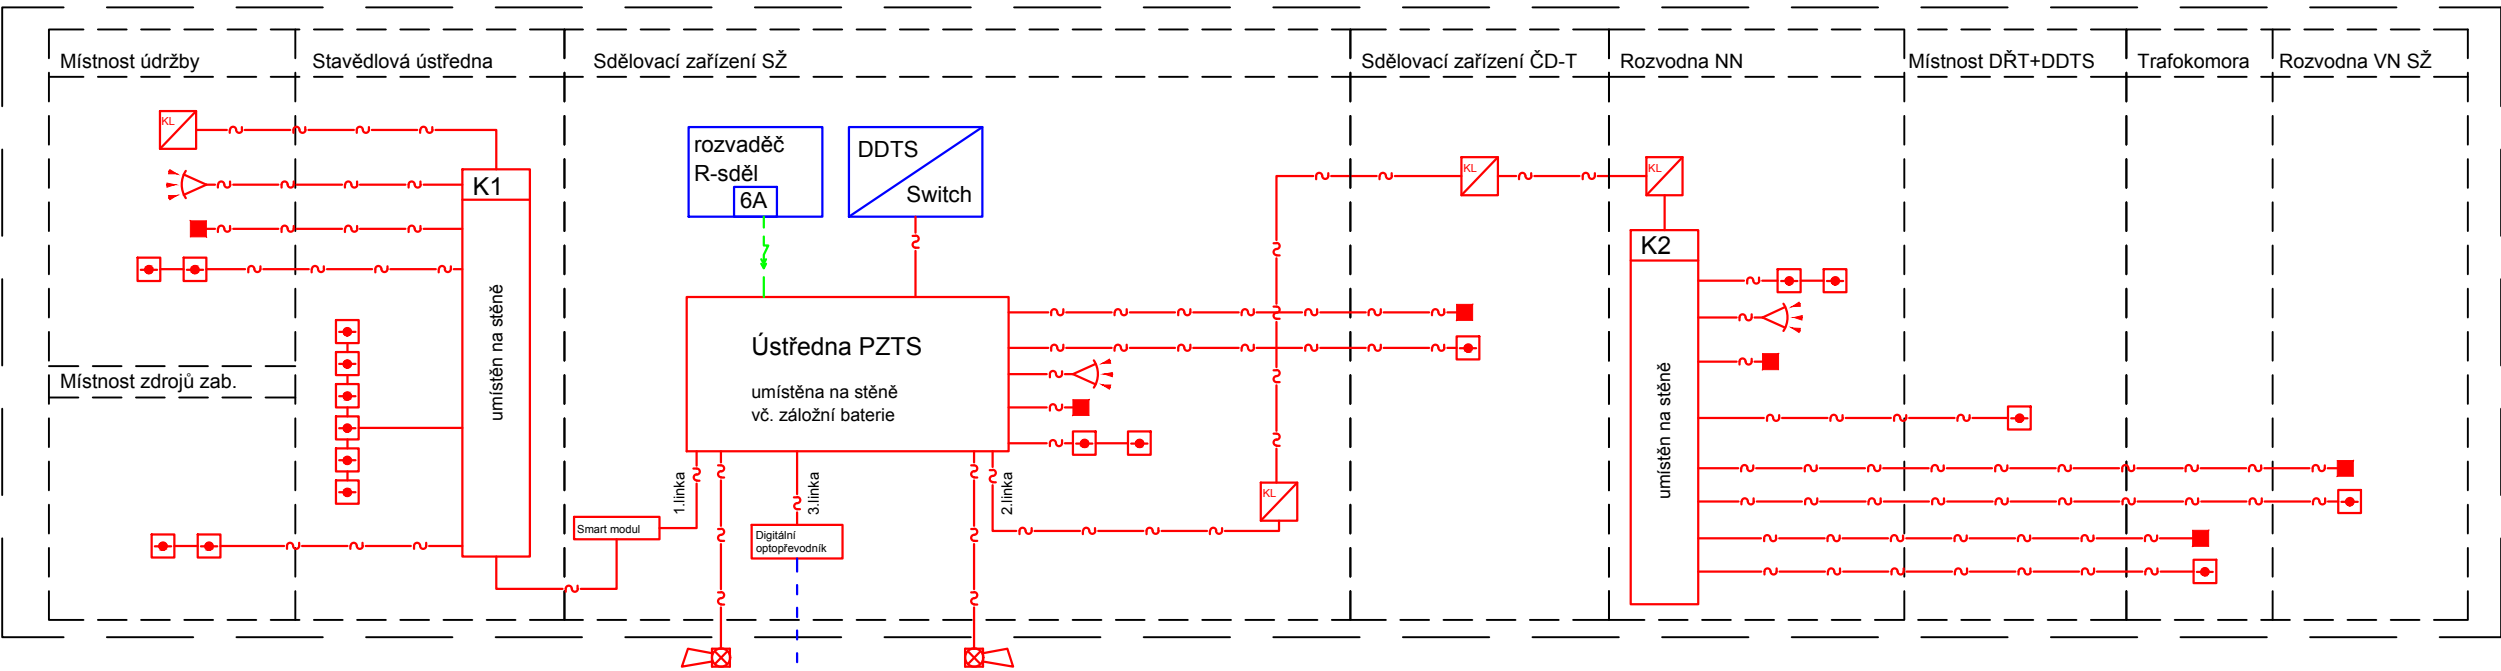 Místnost údržby
Stavědlová ústředna
Sdělovací zařízení SŽ
Sdělovací zařízení ČD-T
Rozvodna NN
Místnost DŘT+DDTS
Trafokomora
Rozvodna VN SŽ
KL
K1
umístěn na stěně
Místnost zdrojů zab.
rozvaděč
R-sděl
6A
DDTS
Switch
Ústředna PZTS
umístěna na stěně
vč. záložní baterie
1.linka
3.linka
2.linka
Smart modul
Digitální
optopřevodník
KL
KL
KL
K2
umístěn na stěně